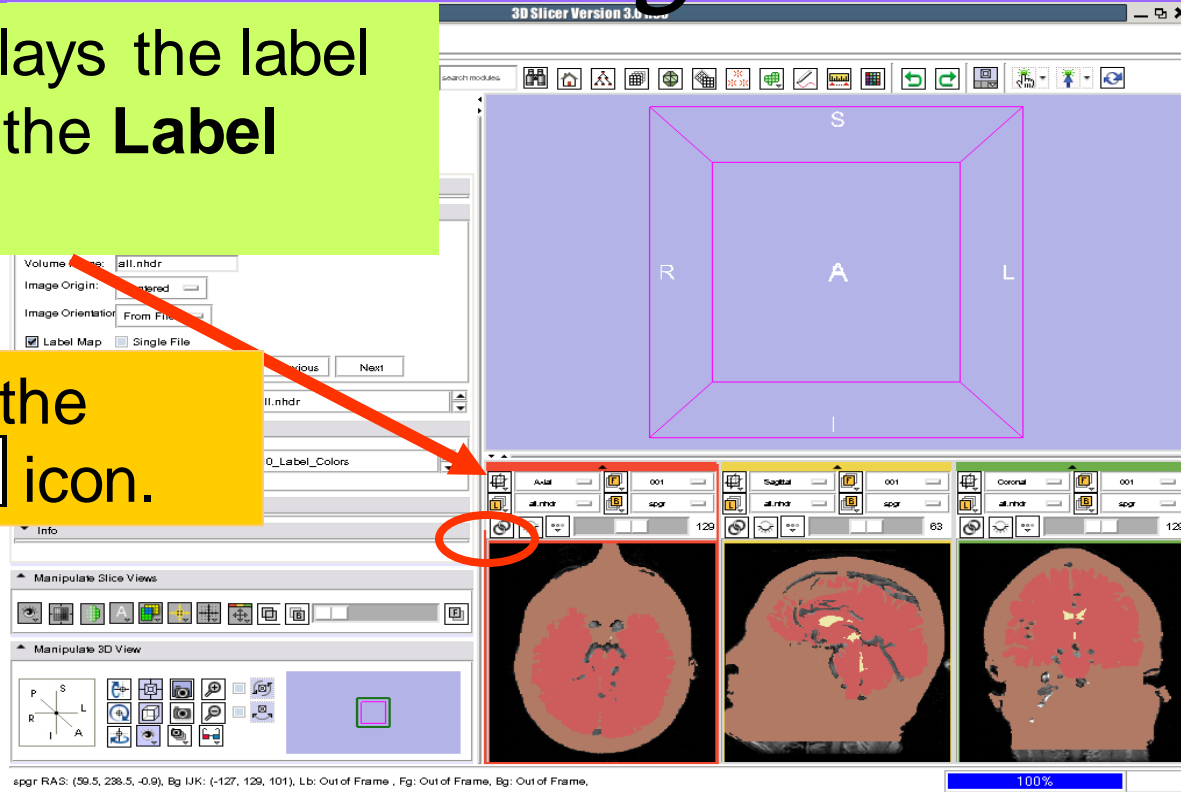 3D Slicer Version 3.6
lays the label
the Label
search modules
S
R
A
L
I
all.nhdr
Image Origin:
Image Orientation
From File
Label Map
Single File
Next
the
ll.nhdr
icon.
0_Label_Colors
Info
Axial
F
001
L
all.nhdr
B
spgr
129
Sagittal
F
001
L
all.nhdr
B
spgr
63
Coronal
F
001
L
all.nhdr
B
spgr
129
Manipulate Slice Views
A
B
F
Manipulate 3D View
P
S
L
R
I
A
spgr RAS: (59.5, 238.5, -0.9), Bg IJK: (-127, 129, 101), Lb: Out of Frame , Fg: Out of Frame, Bg: Out of Frame,
100%